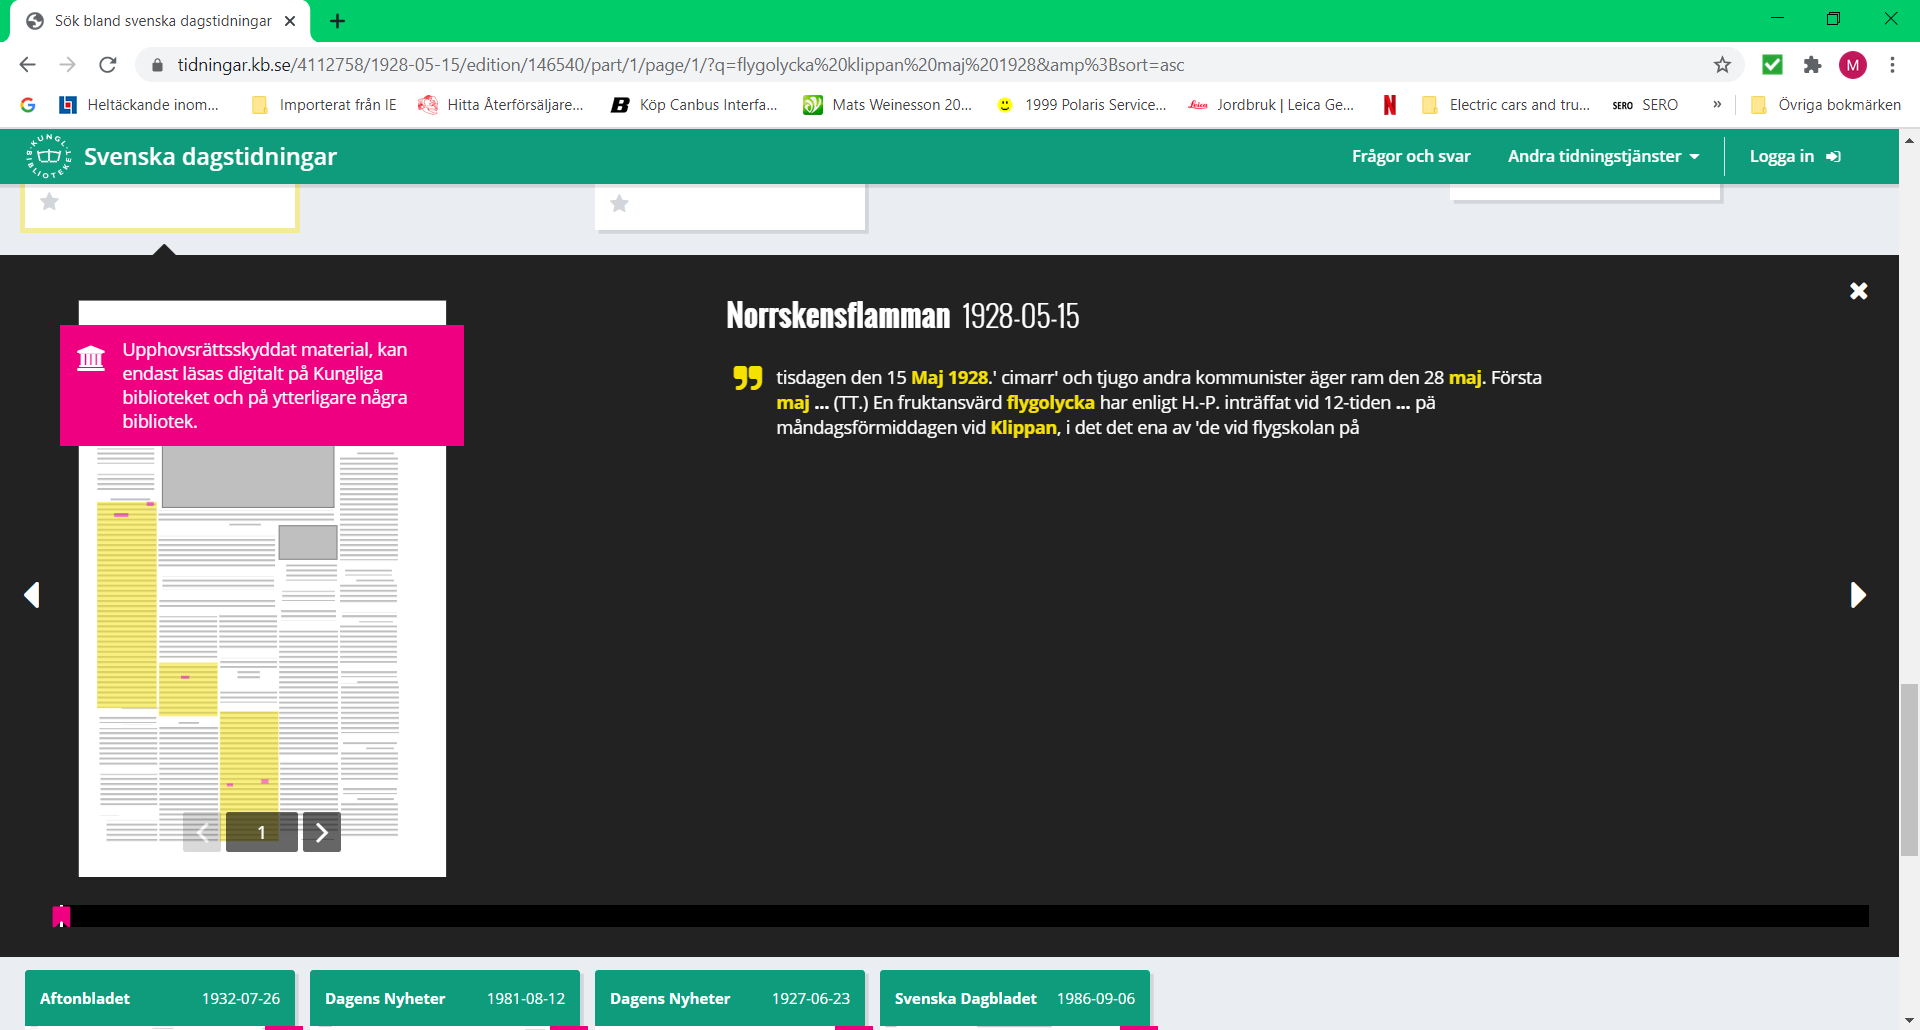 Sök bland svenska dagstidningar
tidningar.kb.se/4112758/1928-05-15/edition/146540/part/1/page/1/?q=flygolycka%20klippan%20maj%201928&amp%3Bsort=asc
M
Heltäckande inom...
Importerat från IE
Hitta Återförsäljare...
Köp Canbus Interfa...
Mats Weinesson 20...
1999 Polaris Service...
Jordbruk | Leica Ge...
Electric cars and tru...
SERO SERO
»
Övriga bokmärken
KUNGL. BIBLIOTEKET
Svenska dagstidningar
Frågor och svar
Andra tidningstjänster
Logga in
Upphovsrättsskyddat material, kan
endast läsas digitalt på Kungliga
biblioteket och på ytterligare några
bibliotek.
1
Norrskensflamman 1928-05-15
tisdagen den 15 Maj 1928.' cimarr' och tjugo andra kommunister äger ram den 28 maj. Första
maj ... (TT.) En fruktansvärd flygolycka har enligt H.-P. inträffat vid 12-tiden ... pä
måndagsförmiddagen vid Klippan, i det det ena av 'de vid flygskolan på
Aftonbladet 1932-07-26
Dagens Nyheter 1981-08-12
Dagens Nyheter 1927-06-23
Svenska Dagbladet 1986-09-06